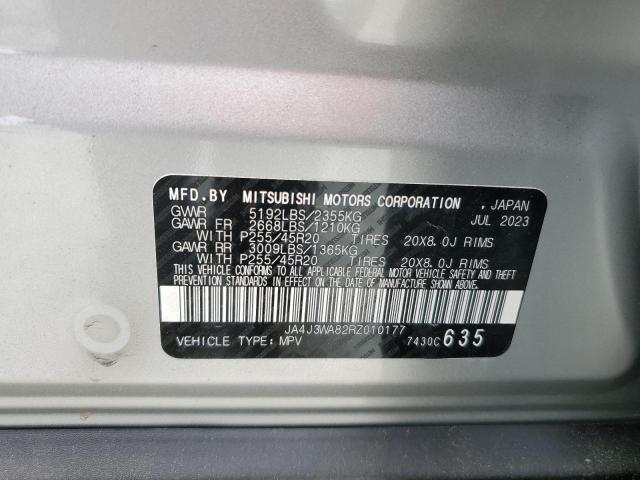 MFD.BY MITSUBISHI MOTORS CORPORATION , JAPAN
GVWR 5192LBS/2355KG JUL 2023
GAWR FR 2668LBS/1210KG
WITH P255/45R20 TIRES 20X8.0J RIMS
GAWR RR 3009LBS/1365KG
WITH P255/45R20 TIRES 20X8.0J RIMS
THIS VEHICLE CONFORMS TO ALL APPLICABLE FEDERAL MOTOR VEHICLE SAFETY AND THEFT
PREVENTION STANDARDS IN EFFECT ON THE DATE OF MANUFACTURE SHOWN ABOVE.
JA4J3WA82RZ010177
VEHICLE TYPE: MPV 7430C 635